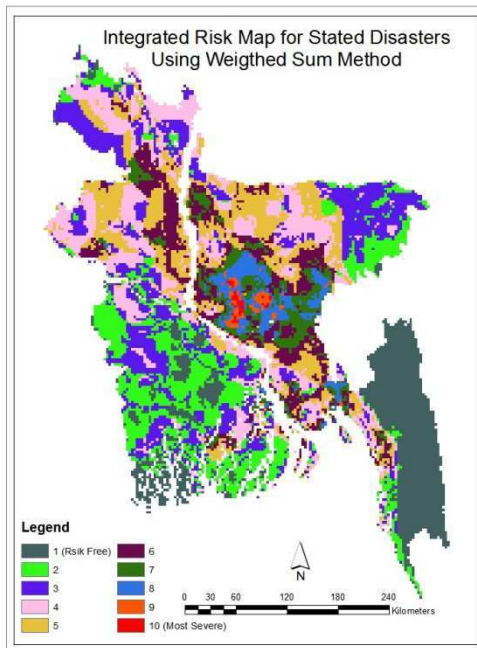 Integrated Risk Map for Stated Disasters
Using Weigthed Sum Method
Legend
1 (Rsik Free)
2
3
4
5
6
7
8
9
10 (Most Severe)
N
0 30 60 120 180 240
Kilometers